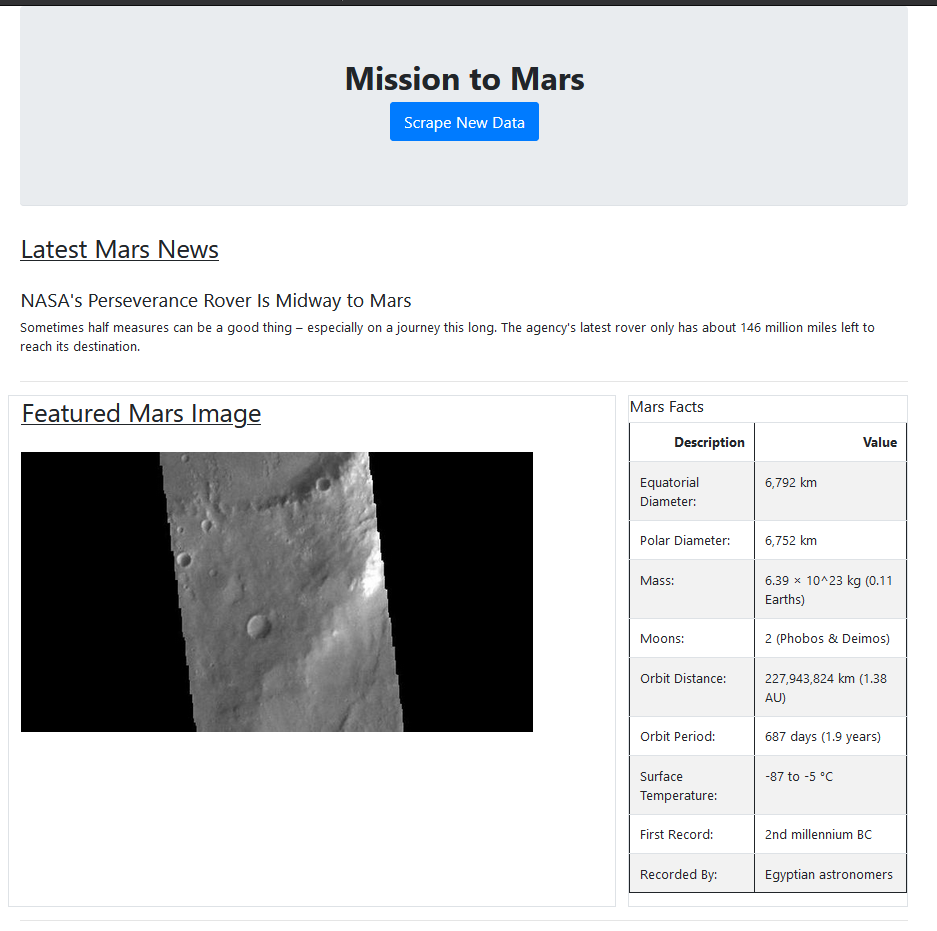 Mission to Mars
Scrape New Data
Latest Mars News
NASA's Perseverance Rover Is Midway to Mars
Sometimes half measures can be a good thing – especially on a journey this long. The agency's latest rover only has about 146 million miles left to
reach its destination.
Featured Mars Image
Mars Facts
Description Value
Equatorial 6,792 km
Diameter:
Polar Diameter: 6,752 km
Mass: 6.39 × 10^23 kg (0.11
Earths)
Moons: 2 (Phobos & Deimos)
Orbit Distance: 227,943,824 km (1.38
AU)
Orbit Period: 687 days (1.9 years)
Surface -87 to -5 °C
Temperature:
First Record: 2nd millennium BC
Recorded By: Egyptian astronomers